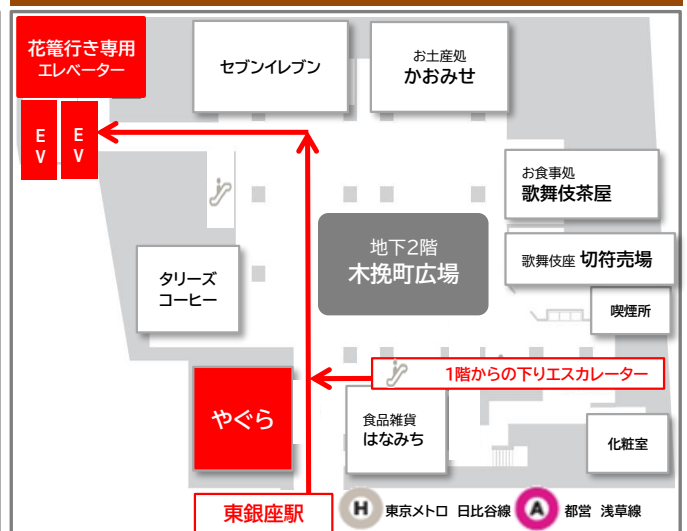 花篭行き専用
エレベーター
EV
EV
セブンイレブン
お土産処
かおみせ
お食事処
歌舞伎茶屋
地下2階
木挽町広場
歌舞伎座 切符売場
タリーズ
コーヒー
喫煙所
1階からの下りエスカレーター
やぐら
食品雑貨
はなみち
化粧室
東銀座駅
H 東京メトロ 日比谷線 A 都営 浅草線